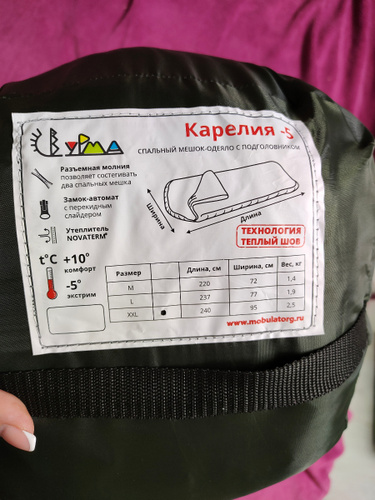 ВУРМА
Карелия -5
СПАЛЬНЫЙ МЕШОК-ОДЕЯЛО С ПОДГОЛОВНИКОМ
Разъемная молния
позволяет состегивать
два спальных мешка
Замок-автомат
с перекидным
слайдером
Утеплитель
NOVATERM®
Ширина
Длина
ТЕХНОЛОГИЯ
ТЕПЛЫЙ ШОВ
t°C +10°
комфорт
-5°
экстрим
Размер Длина, см Ширина, см Вес, кг
M 220 72 1,4
L 237 77 1,9
XXL 240 95 2,5
www.mobulatorg.ru